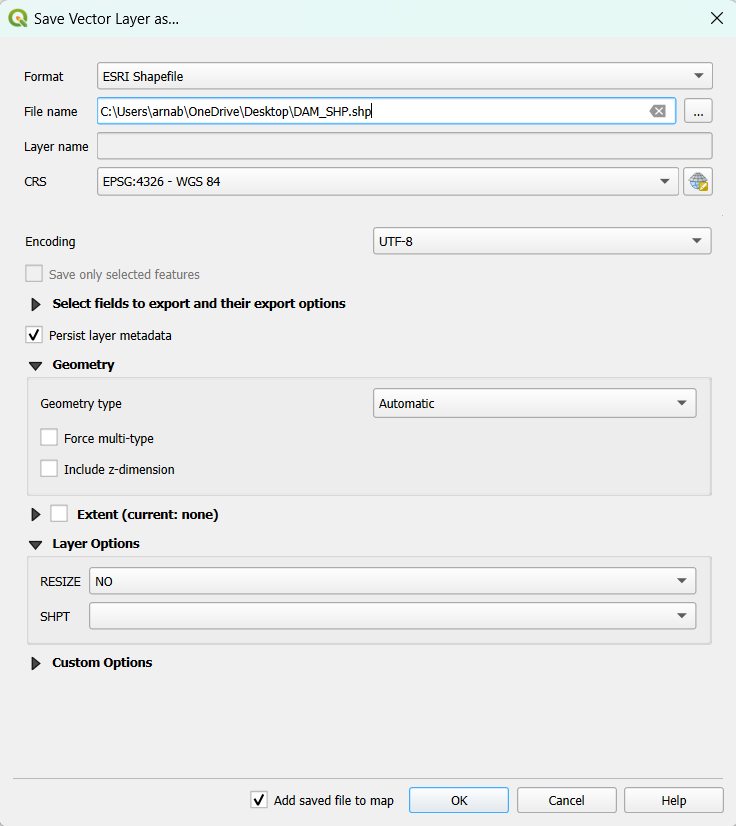 Save Vector Layer as...
Format ESRI Shapefile
File name C:\Users\arnab\OneDrive\Desktop\DAM_SHP.shp ...
Layer name
CRS EPSG:4326 - WGS 84
Encoding UTF-8
Save only selected features
Select fields to export and their export options
Persist layer metadata
Geometry
Geometry type Automatic
Force multi-type
Include z-dimension
Extent (current: none)
Layer Options
RESIZE NO
SHPT
Custom Options
Add saved file to map OK Cancel Help